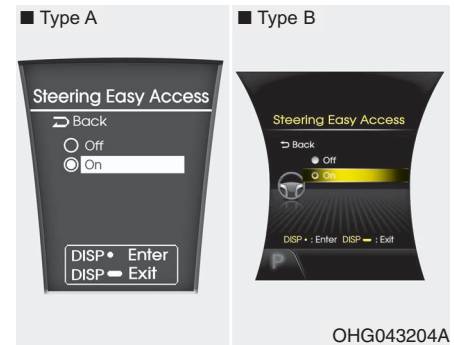 ■ Type A
Steering Easy Access
Back
Off
On
DISP • Enter
DISP Exit
■ Type B
Steering Easy Access
Back
Off
On
DISP • : Enter DISP : Exit
P
OHG043204A